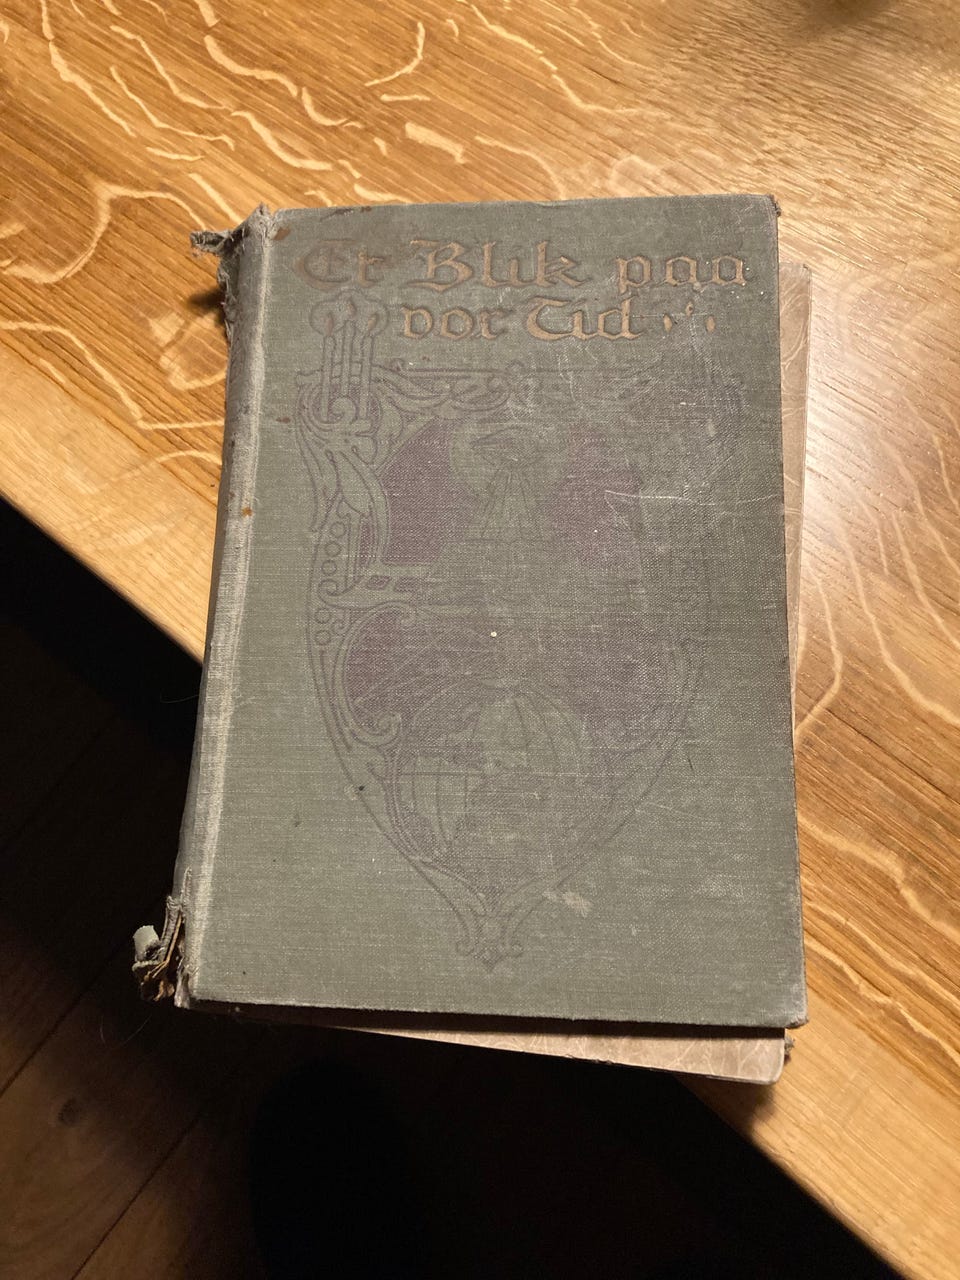 Et Blik paa
vor Tid